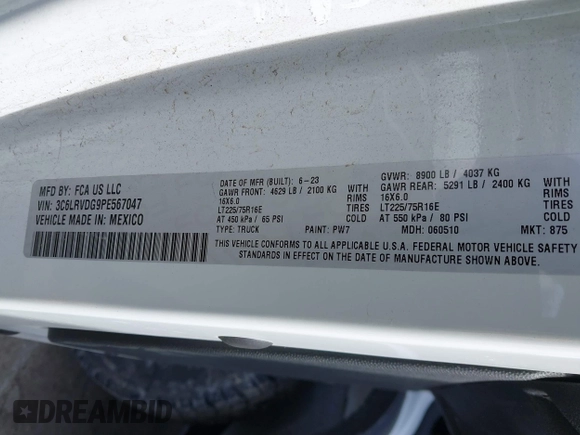 MFD BY: FCA US LLC
VIN: 3C6LRVDG9PE567047
VEHICLE MADE IN: MEXICO
DATE OF MFR (BUILT): 6-23
GVWR: 8900 LB / 4037 KG
GAWR FRONT: 4629 LB / 2100 KG WITH
GAWR REAR: 5291 LB / 2400 KG WITH
16X6.0 RIMS
16X6.0 RIMS
LT225/75R16E TIRES
LT225/75R16E TIRES
AT 450 kPa / 65 PSI COLD
AT 550 kPa / 80 PSI COLD
TYPE: TRUCK PAINT: PW7 MDH: 060510 MKT: 875
THIS VEHICLE CONFORMS TO ALL APPLICABLE U.S.A. FEDERAL MOTOR VEHICLE SAFETY
STANDARDS IN EFFECT ON THE DATE OF MANUFACTURE SHOWN ABOVE.
DREAMBID